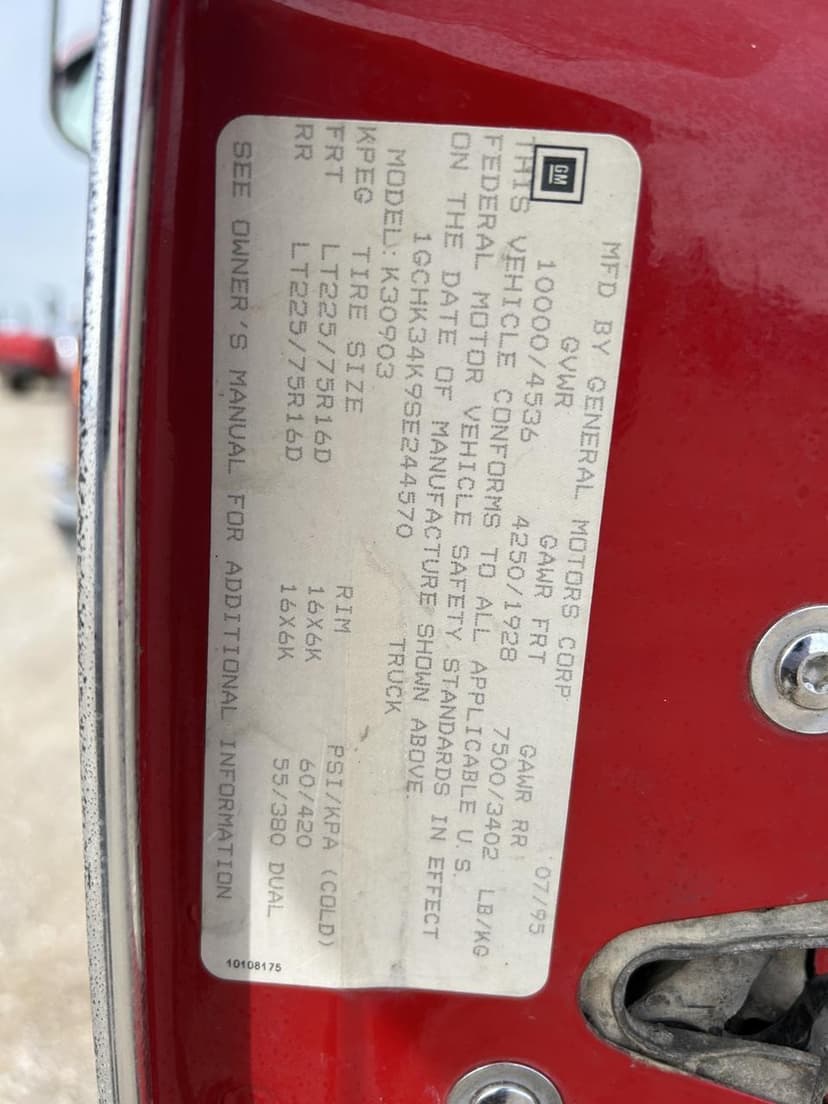 MFD BY GENERAL MOTORS CORP 07/95
GVWR GAWR FRT GAWR RR
GM
10000/4536 4250/1928 7500/3402 LB/KG
THIS VEHICLE CONFORMS TO ALL APPLICABLE U.S.
FEDERAL MOTOR VEHICLE SAFETY STANDARDS IN EFFECT
ON THE DATE OF MANUFACTURE SHOWN ABOVE.
1GCHK34K9SE244570
MODEL: K30903 TRUCK
KPEG TIRE SIZE RIM PSI/KPA (COLD)
FRT LT225/75R16D 16X6K 60/420
RR LT225/75R16D 16X6K 55/380 DUAL
SEE OWNER'S MANUAL FOR ADDITIONAL INFORMATION
10108175